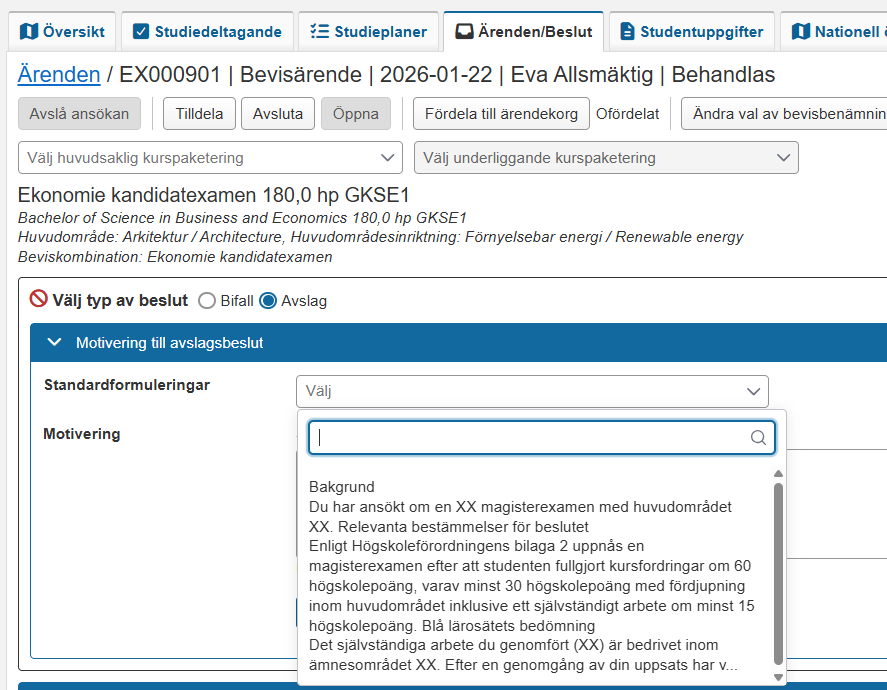 Översikt
Studiedeltagande
Studieplaner
Ärenden/Beslut
Studentuppgifter
Nationell
Ärenden / EX000901 | Bevisärende | 2026-01-22 | Eva Allsmäktig | Behandlas
Avslå ansökan
Tilldela
Avsluta
Öppna
Fördela till ärendekorg
Ofördelat
Ändra val av bevisbenämnin
Välj huvudsaklig kurspaketering
Välj underliggande kurspaketering
Ekonomie kandidatexamen 180,0 hp GKSE1
Bachelor of Science in Business and Economics 180,0 hp GKSE1
Huvudområde: Arkitektur / Architecture, Huvudområdesinriktning: Förnyelsebar energi / Renewable energy
Beviskombination: Ekonomie kandidatexamen
Välj typ av beslut Bifall Avslag
Motivering till avslagsbeslut
Standardformuleringar
Välj
Motivering
Bakgrund
Du har ansökt om en XX magisterexamen med huvudområdet
XX. Relevanta bestämmelser för beslutet
Enligt Högskoleförordningens bilaga 2 uppnås en
magisterexamen efter att studenten fullgjort kursfordringar om 60
högskolepoäng, varav minst 30 högskolepoäng med fördjupning
inom huvudområdet inklusive ett självständigt arbete om minst 15
högskolepoäng. Blå lärosätets bedömning
Det självständiga arbete du genomfört (XX) är bedrivet inom
ämnesområdet XX. Efter en genomgång av din uppsats har v...